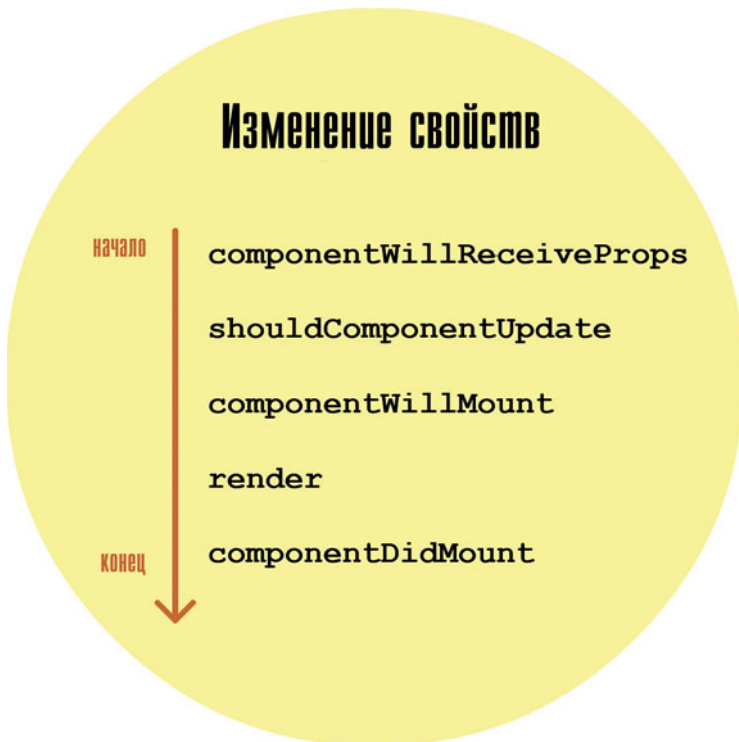 Изменение свойств
начало
componentWillReceiveProps
shouldComponentUpdate
componentWillMount
render
componentDidMount
конец